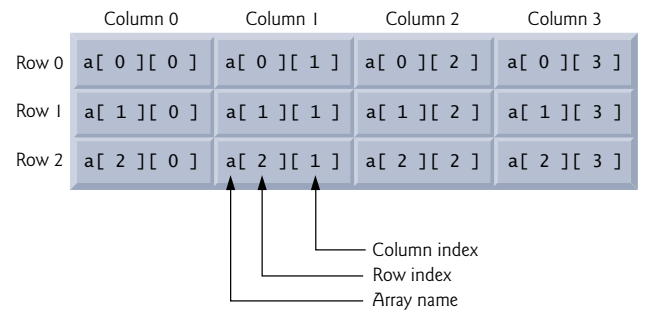 Column 0 Column 1 Column 2 Column 3
Row 0 a[ 0 ][ 0 ] a[ 0 ][ 1 ] a[ 0 ][ 2 ] a[ 0 ][ 3 ]
Row 1 a[ 1 ][ 0 ] a[ 1 ][ 1 ] a[ 1 ][ 2 ] a[ 1 ][ 3 ]
Row 2 a[ 2 ][ 0 ] a[ 2 ][ 1 ] a[ 2 ][ 2 ] a[ 2 ][ 3 ]
Column index
Row index
Array name